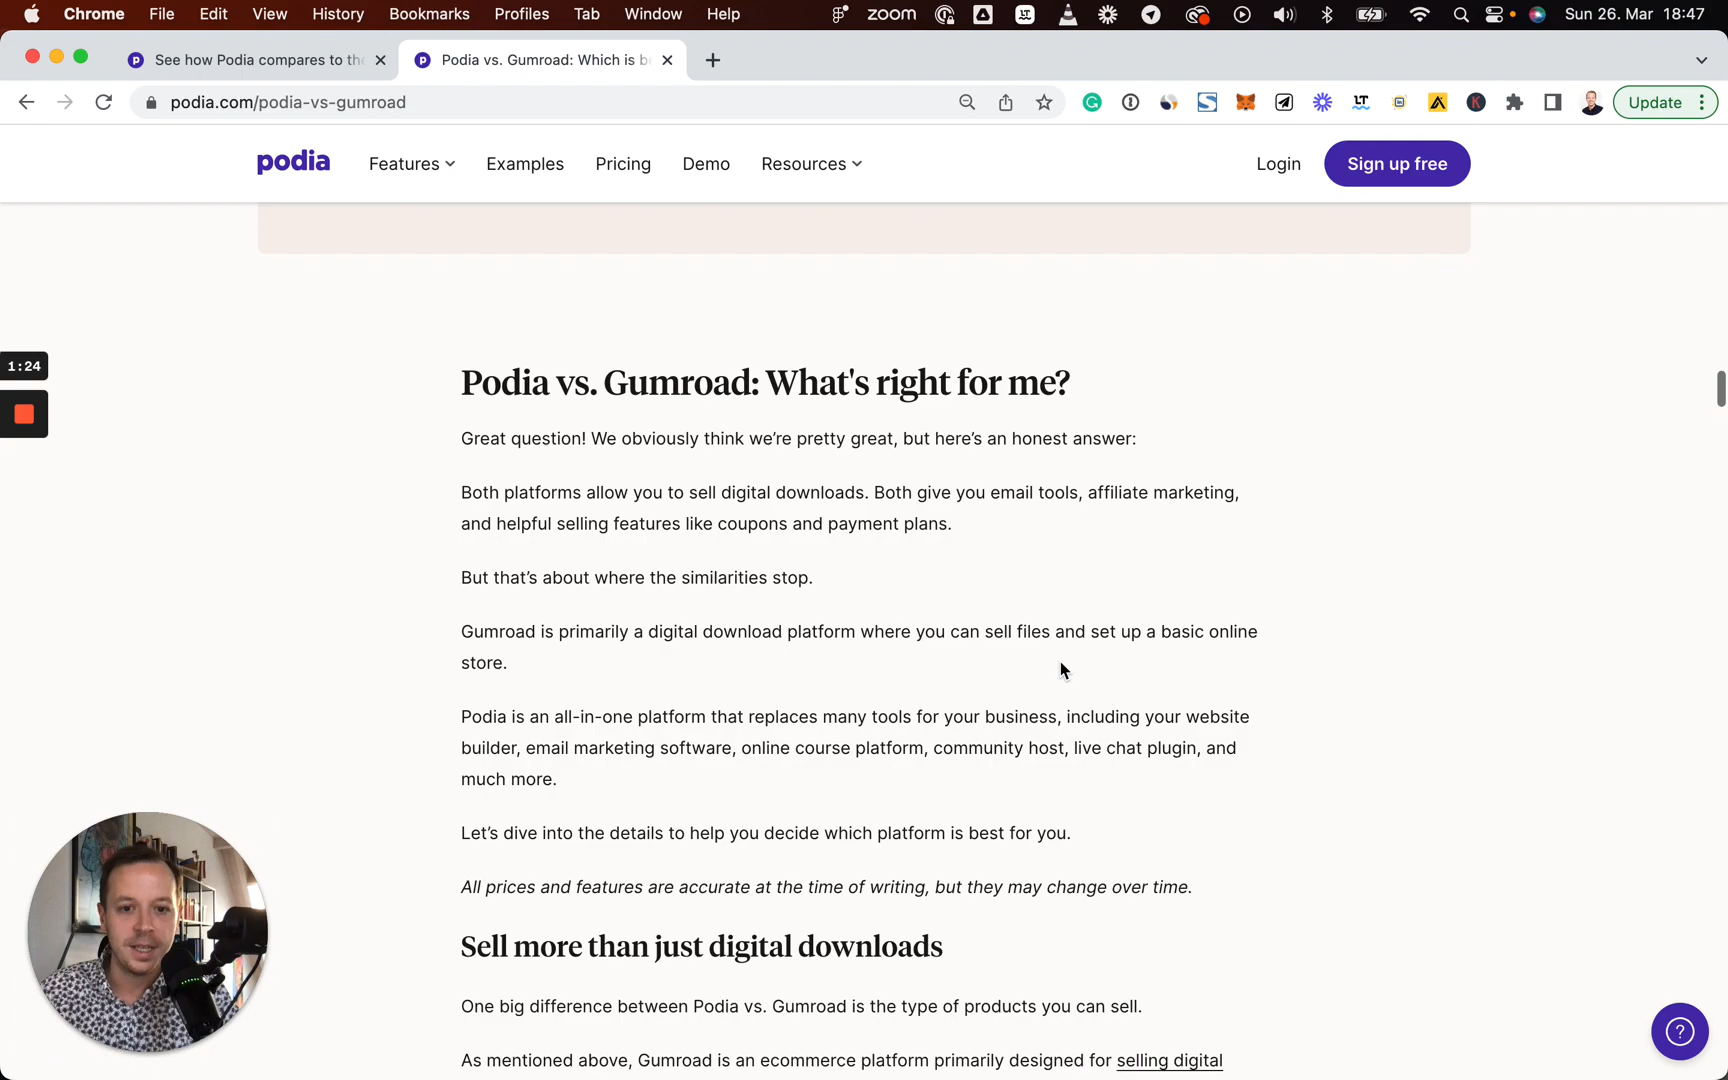 Chrome File Edit View History Bookmarks Profiles Tab Window Help zoom Sun 26. Mar 18:47
See how Podia compares to the
Podia vs. Gumroad: Which is b
podia.com/podia-vs-gumroad
Update
podia Features Examples Pricing Demo Resources Login Sign up free
1:24
Podia vs. Gumroad: What's right for me?
Great question! We obviously think we’re pretty great, but here’s an honest answer:
Both platforms allow you to sell digital downloads. Both give you email tools, affiliate marketing,
and helpful selling features like coupons and payment plans.
But that’s about where the similarities stop.
Gumroad is primarily a digital download platform where you can sell files and set up a basic online
store.
Podia is an all-in-one platform that replaces many tools for your business, including your website
builder, email marketing software, online course platform, community host, live chat plugin, and
much more.
Let’s dive into the details to help you decide which platform is best for you.
All prices and features are accurate at the time of writing, but they may change over time.
Sell more than just digital downloads
One big difference between Podia vs. Gumroad is the type of products you can sell.
As mentioned above, Gumroad is an ecommerce platform primarily designed for selling digital